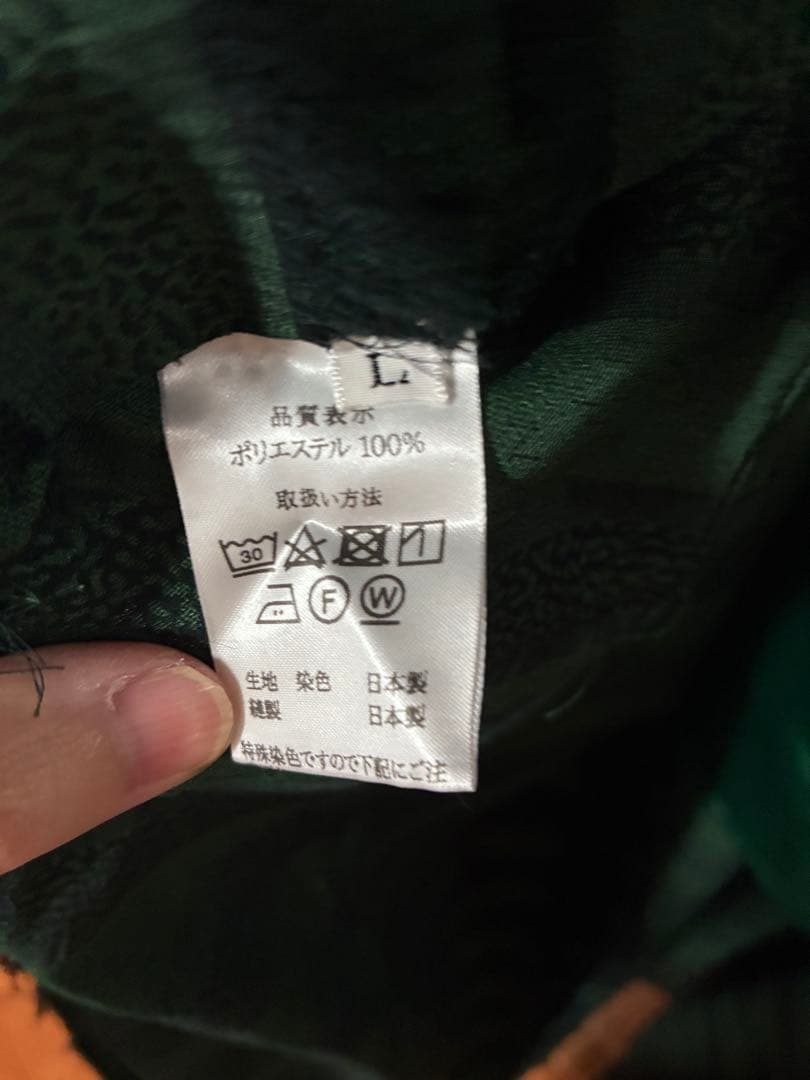 L
品質表示
ポリエステル 100%
取扱い方法
30
F W
生地 染色 日本製
縫製 日本製
特殊染色ですので下記にご注